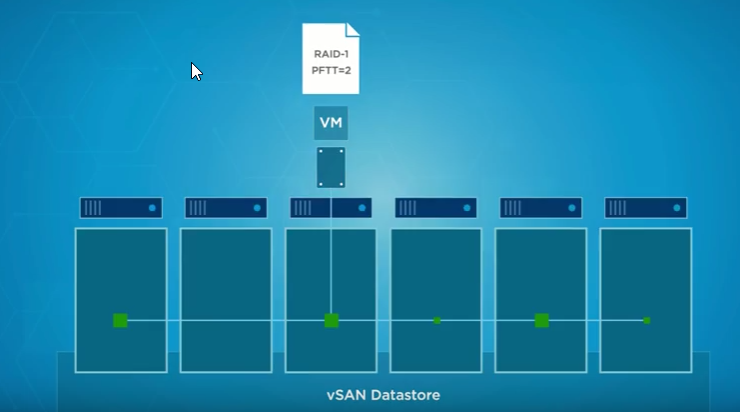 RAID-1
PFTT=2
VM
vSAN Datastore